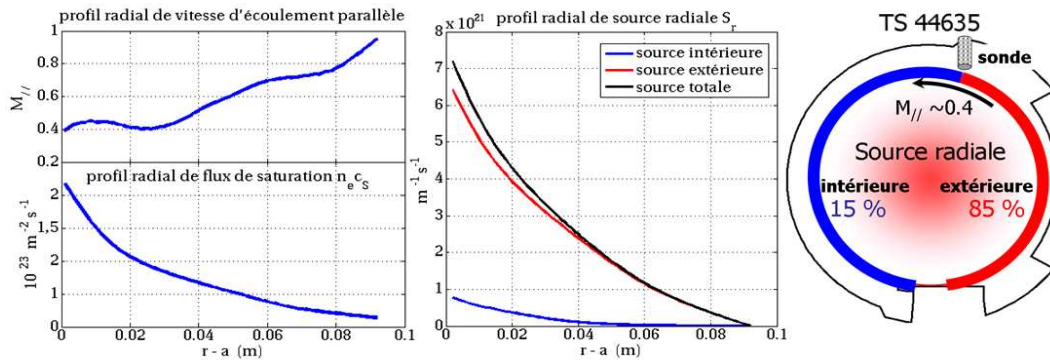 profil radial de vitesse d'écoulement parallèle
M//
1
0.8
0.6
0.4
0.2
profil radial de flux de saturation n_e c_S
10 23 m-2 s-1
2
2
1
1
0
0 0.02 0.04 0.06 0.08 0.1
r - a (m)
profil radial de source radiale S_r
8 x 10 21
7
6
5
4
3
2
1
0
m-1 s-1
source intérieure
source extérieure
source totale
0 0.02 0.04 0.06 0.08 0.1
r - a (m)
TS 44635
sonde
M// ~0.4
Source radiale
intérieure extérieure
15 % 85 %